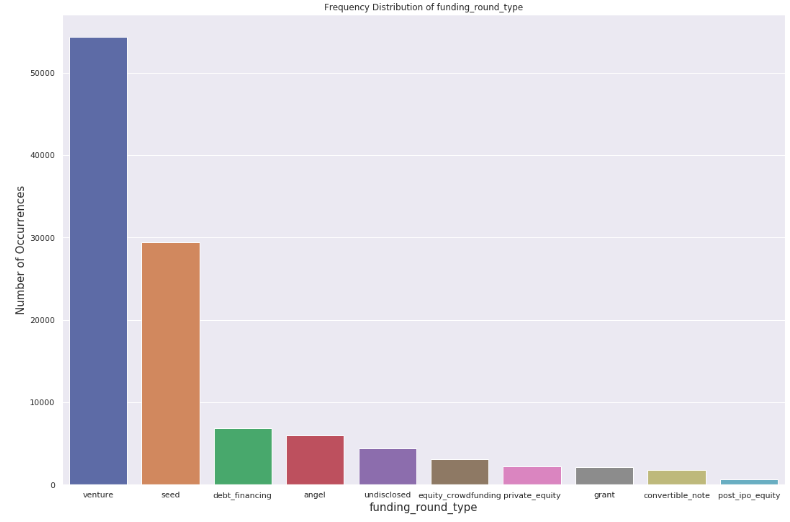 Frequency Distribution of funding_round_type
50000
40000
30000
20000
10000
0
Number of Occurrences
venture seed debt_financing angel undisclosed equity_crowdfunding private_equity grant convertible_note post_ipo_equity
funding_round_type